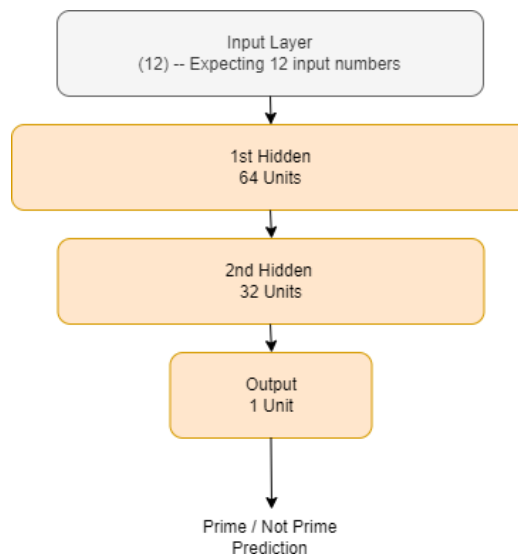 Input Layer
(12) -- Expecting 12 input numbers
1st Hidden
64 Units
2nd Hidden
32 Units
Output
1 Unit
Prime / Not Prime
Prediction